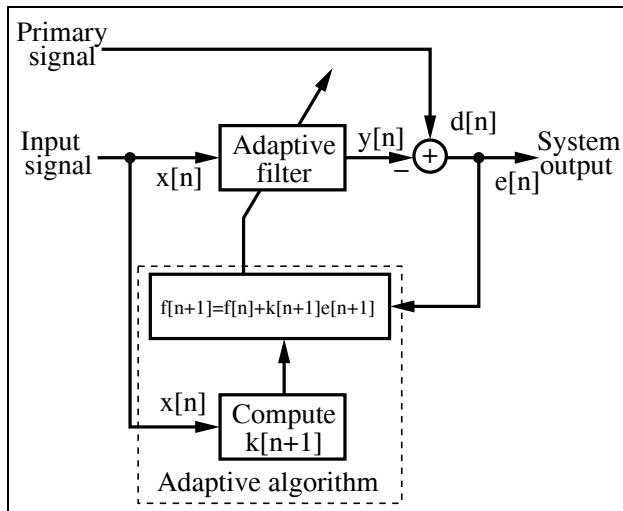 Primary
signal
d[n]
Input
signal
x[n]
Adaptive
filter
y[n]
+
−
System
output
e[n]
f[n+1]=f[n]+k[n+1]e[n+1]
x[n]
Compute
k[n+1]
Adaptive algorithm